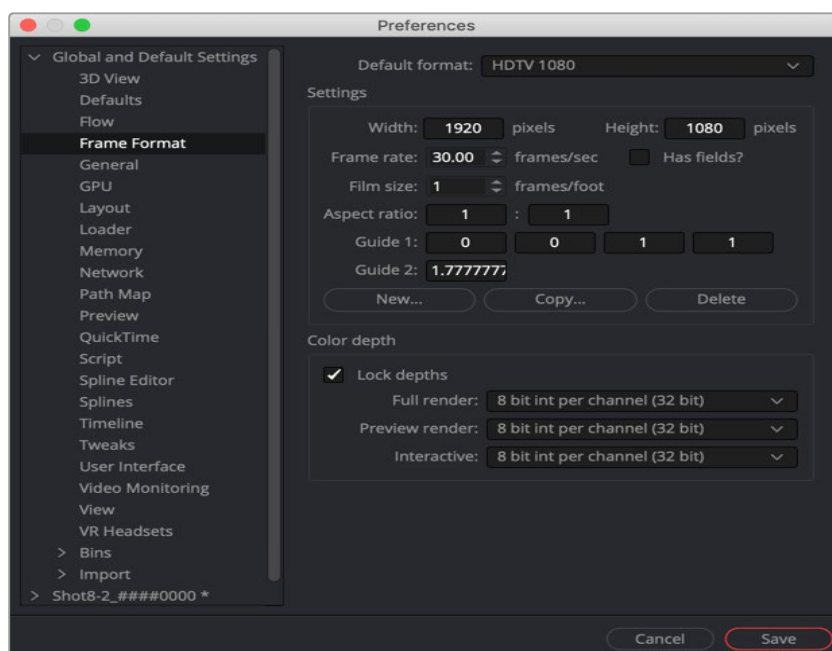 Preferences
Global and Default Settings
3D View
Defaults
Flow
Frame Format
General
GPU
Layout
Loader
Memory
Network
Path Map
Preview
QuickTime
Script
Spline Editor
Splines
Timeline
Tweaks
User Interface
Video Monitoring
View
VR Headsets
Bins
Import
Shot8-2_####0000 *
Default format: HDTV 1080
Settings
Width: 1920 pixels Height: 1080 pixels
Frame rate: 30.00 frames/sec Has fields?
Film size: 1 frames/foot
Aspect ratio: 1 : 1
Guide 1: 0 0 1 1
Guide 2: 1.7777777
New... Copy... Delete
Color depth
Lock depths
Full render: 8 bit int per channel (32 bit)
Preview render: 8 bit int per channel (32 bit)
Interactive: 8 bit int per channel (32 bit)
Cancel Save